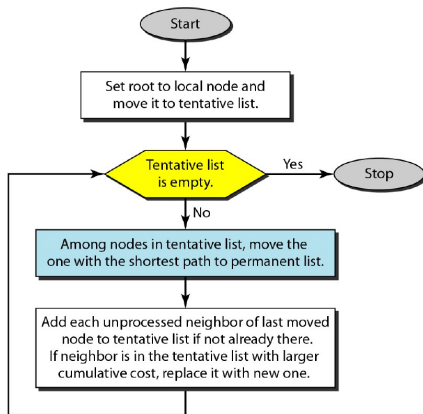 Start
Set root to local node and
move it to tentative list.
Tentative list
is empty.
Yes
Stop
No
Among nodes in tentative list, move the
one with the shortest path to permanent list.
Add each unprocessed neighbor of last moved
node to tentative list if not already there.
If neighbor is in the tentative list with larger
cumulative cost, replace it with new one.